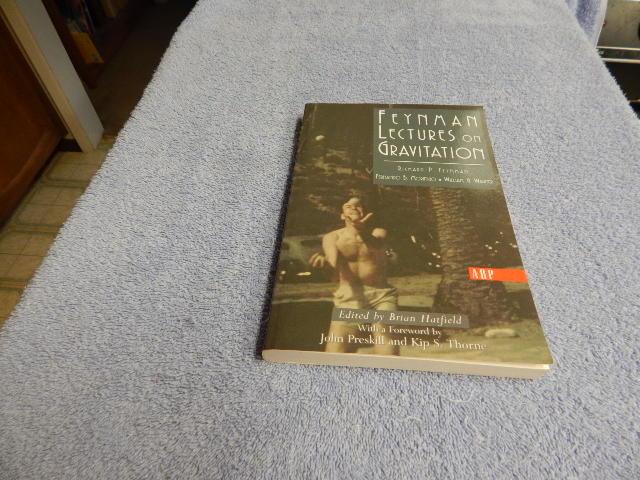 FEYNMAN
LECTURES ON
GRAVITATION
RICHARD P. FEYNMAN
FERNANDO B. MORINIGO • WILLIAM G. WAGNER
ABP
Edited by Brian Hatfield
With a Foreword by
John Preskill and Kip S. Thorne